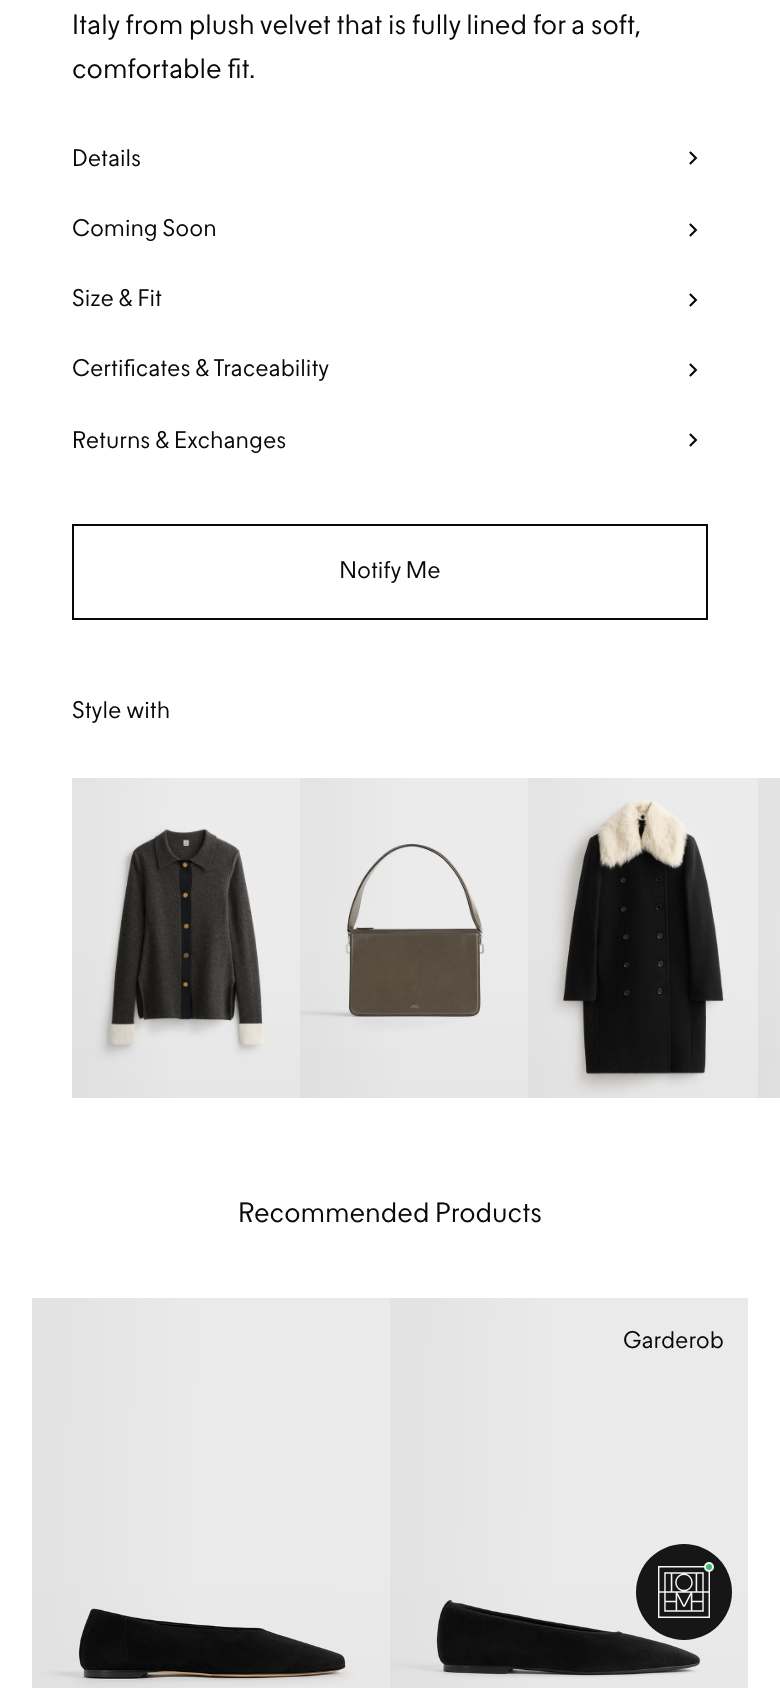 Italy from plush velvet that is fully lined for a soft,
comfortable fit.
Details
Coming Soon
Size & Fit
Certificates & Traceability
Returns & Exchanges
Notify Me
Style with
Recommended Products
Garderob
TOTEME